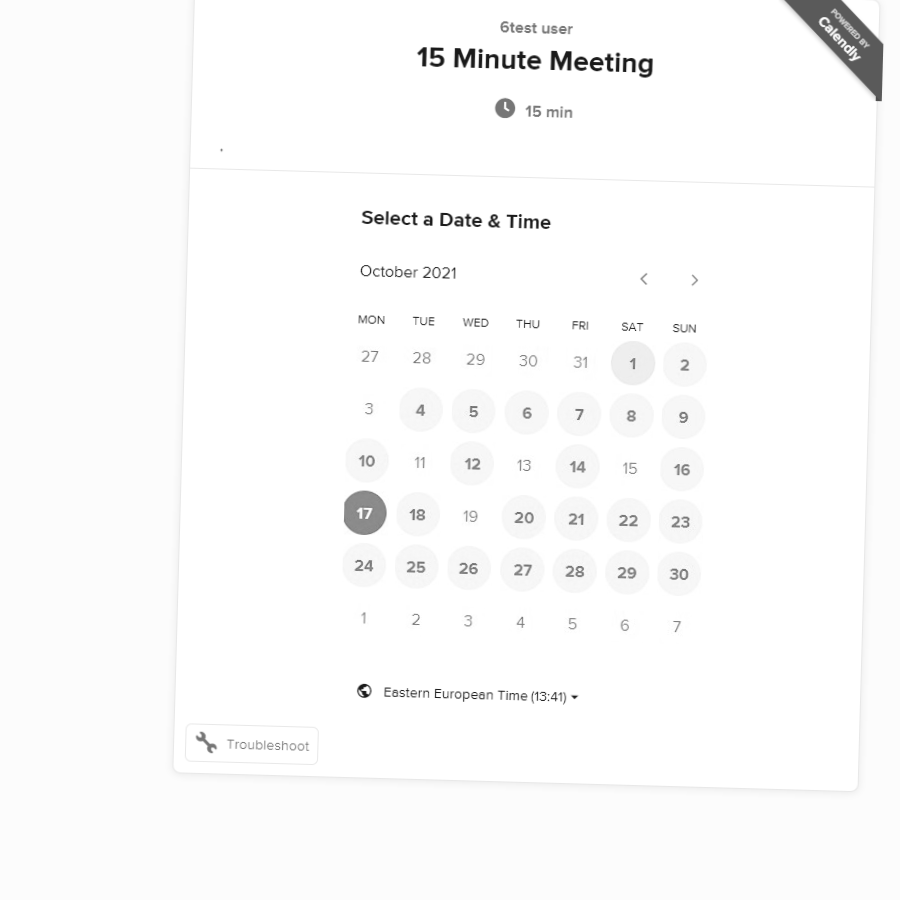 6test user
15 Minute Meeting
15 min
POWERED BY
Calendly
.
Select a Date & Time
October 2021
MON TUE WED THU FRI SAT SUN
27 28 29 30 31 1 2
3 4 5 6 7 8 9
10 11 12 13 14 15 16
17 18 19 20 21 22 23
24 25 26 27 28 29 30
1 2 3 4 5 6 7
Eastern European Time (13:41)
Troubleshoot